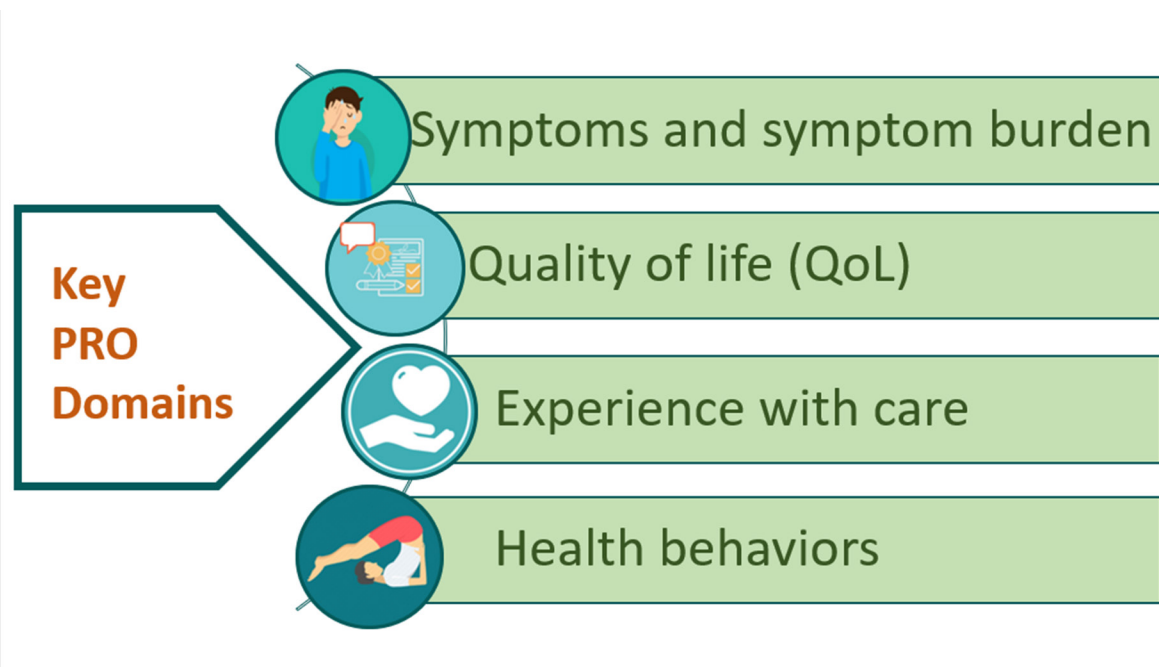 Key
PRO
Domains
Symptoms and symptom burden
Quality of life (QoL)
Experience with care
Health behaviors